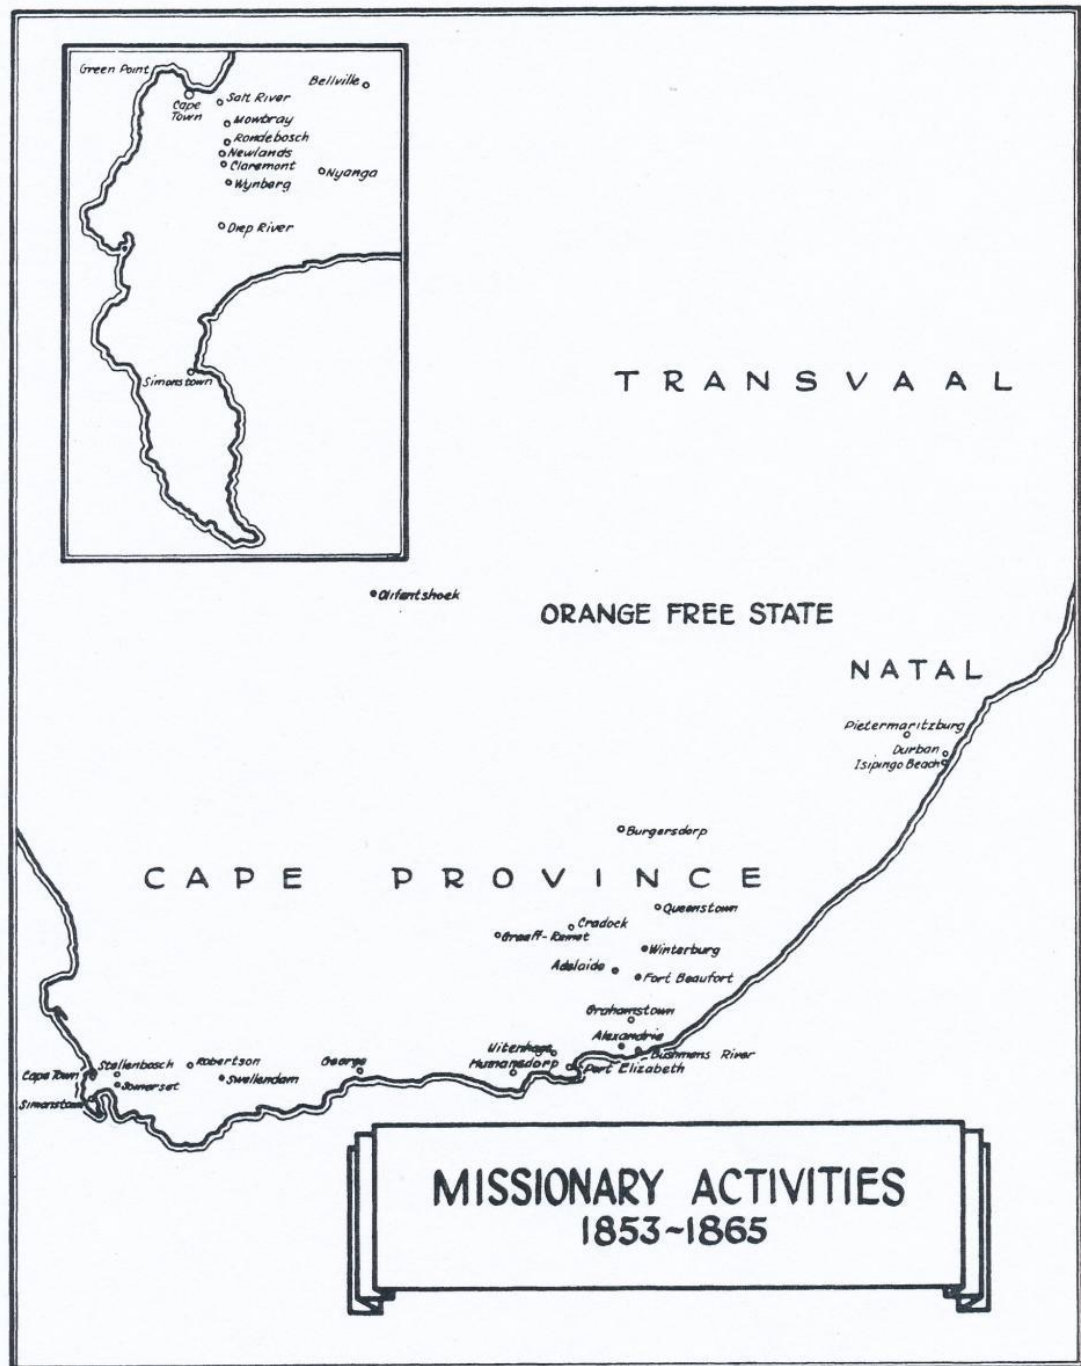 Green Point
Bellville
Cape
Town
Salt River
Mowbray
Rondebosch
Newlands
Claremont
Nyanga
Wynberg
Diep River
Simonstown
TRANSVAAL
Olifantshoek
ORANGE FREE STATE
NATAL
Pietermaritzburg
Durban
Isipingo Beach
Burgersdorp
CAPE PROVINCE
Queenstown
Cradock
Graaff-Reinet
Winterburg
Adelaide
Fort Beaufort
Grahamstown
Alexandria
Bushmens River
Uitenhage
Humansdorp
Port Elizabeth
George
Robertson
Stellenbosch
Cape Town
Swellendam
Somerset
Simonstown
MISSIONARY ACTIVITIES
1853~1865